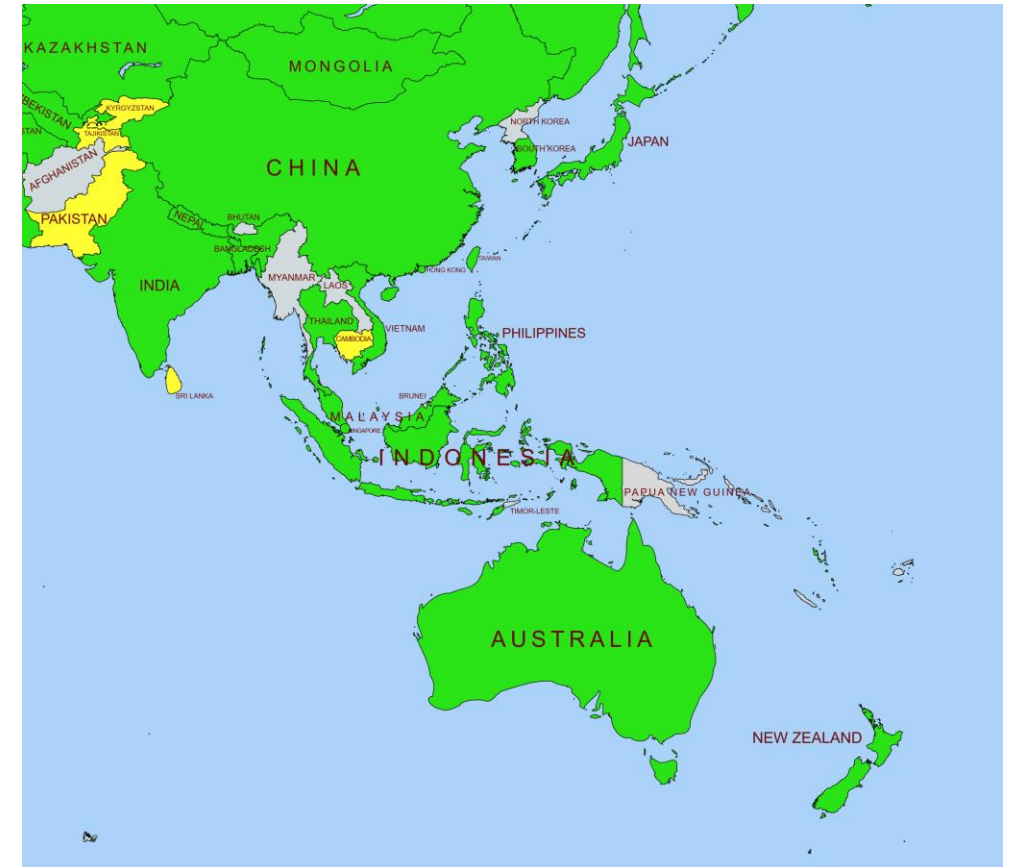 KAZAKHSTAN
MONGOLIA
KYRGYZSTAN
BEKISTAN
STAN
TAJIKISTAN
NORTH KOREA
SOUTH KOREA
JAPAN
AFGHANISTAN
CHINA
PAKISTAN
NEPAL
BHUTAN
BANGLADESH
TAIWAN
HONG KONG
INDIA
MYANMAR
LAOS
THAILAND
VIETNAM
CAMBODIA
PHILIPPINES
SRI LANKA
BRUNEI
MALAYSIA
SINGAPORE
INDONESIA
PAPUA NEW GUINEA
TIMOR-LESTE
AUSTRALIA
NEW ZEALAND